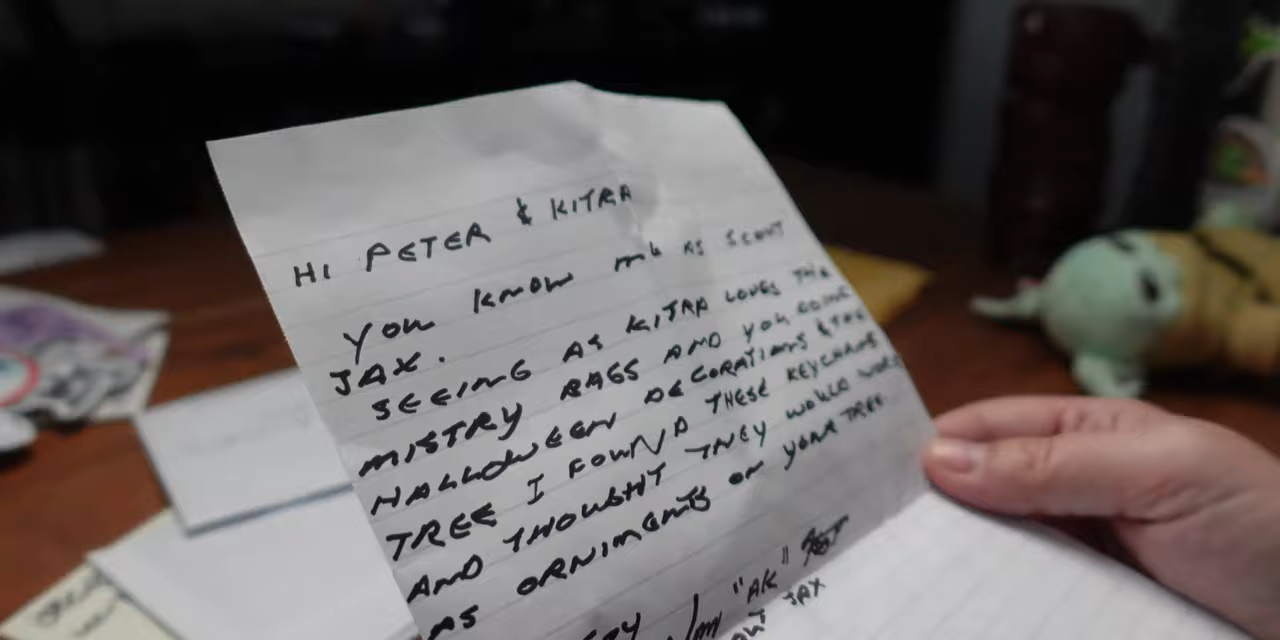 HI PETER & KITRA
YOU KNOW ME AS SCOUT
JAX.
SEEING AS KITRA LOVES THE
MISTRY BAGS AND YOU DOING
HALLOWEEN DECORATIONS & THE
TREE I FOUND THESE KEYCHAINS
AND THOUGHT THEY WOULD WORK
AS ORNIMENTS ON YOUR TREE.
"AK"
JAX